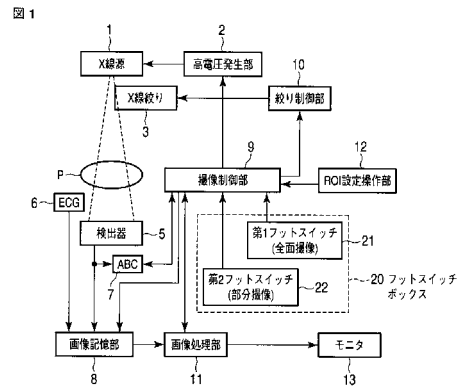 図1
1
X線源
2
高電圧発生部
X線絞り
3
10
絞り制御部
P
9
撮像制御部
12
ROI設定操作部
6
ECG
検出器
5
ABC
7
第1フットスイッチ
(全面撮像)
21
第2フットスイッチ
(部分撮像)
22
20 フットスイッチ
ボックス
画像記憶部
8
画像処理部
11
モニタ
13